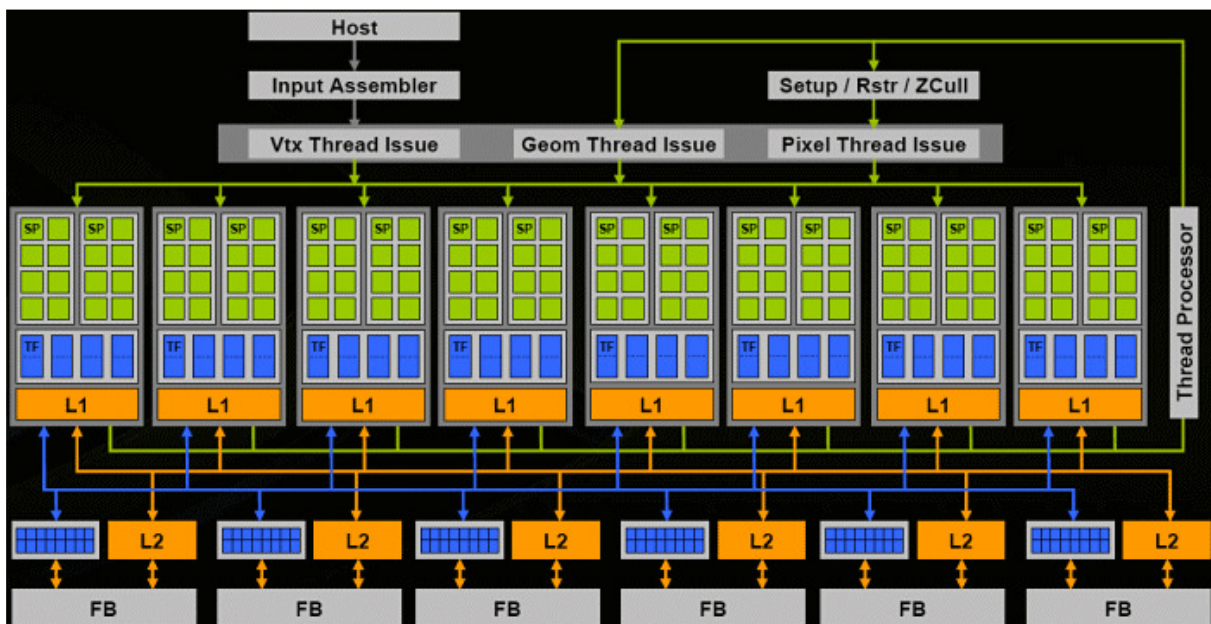 Host
Input Assembler
Setup / Rstr / ZCull
Vtx Thread Issue
Geom Thread Issue
Pixel Thread Issue
SP SP SP SP SP SP SP SP SP SP SP SP SP SP SP SP
Thread Processor
TF TF TF TF TF TF TF TF
L1 L1 L1 L1 L1 L1 L1 L1
L2 L2 L2 L2 L2 L2
FB FB FB FB FB FB